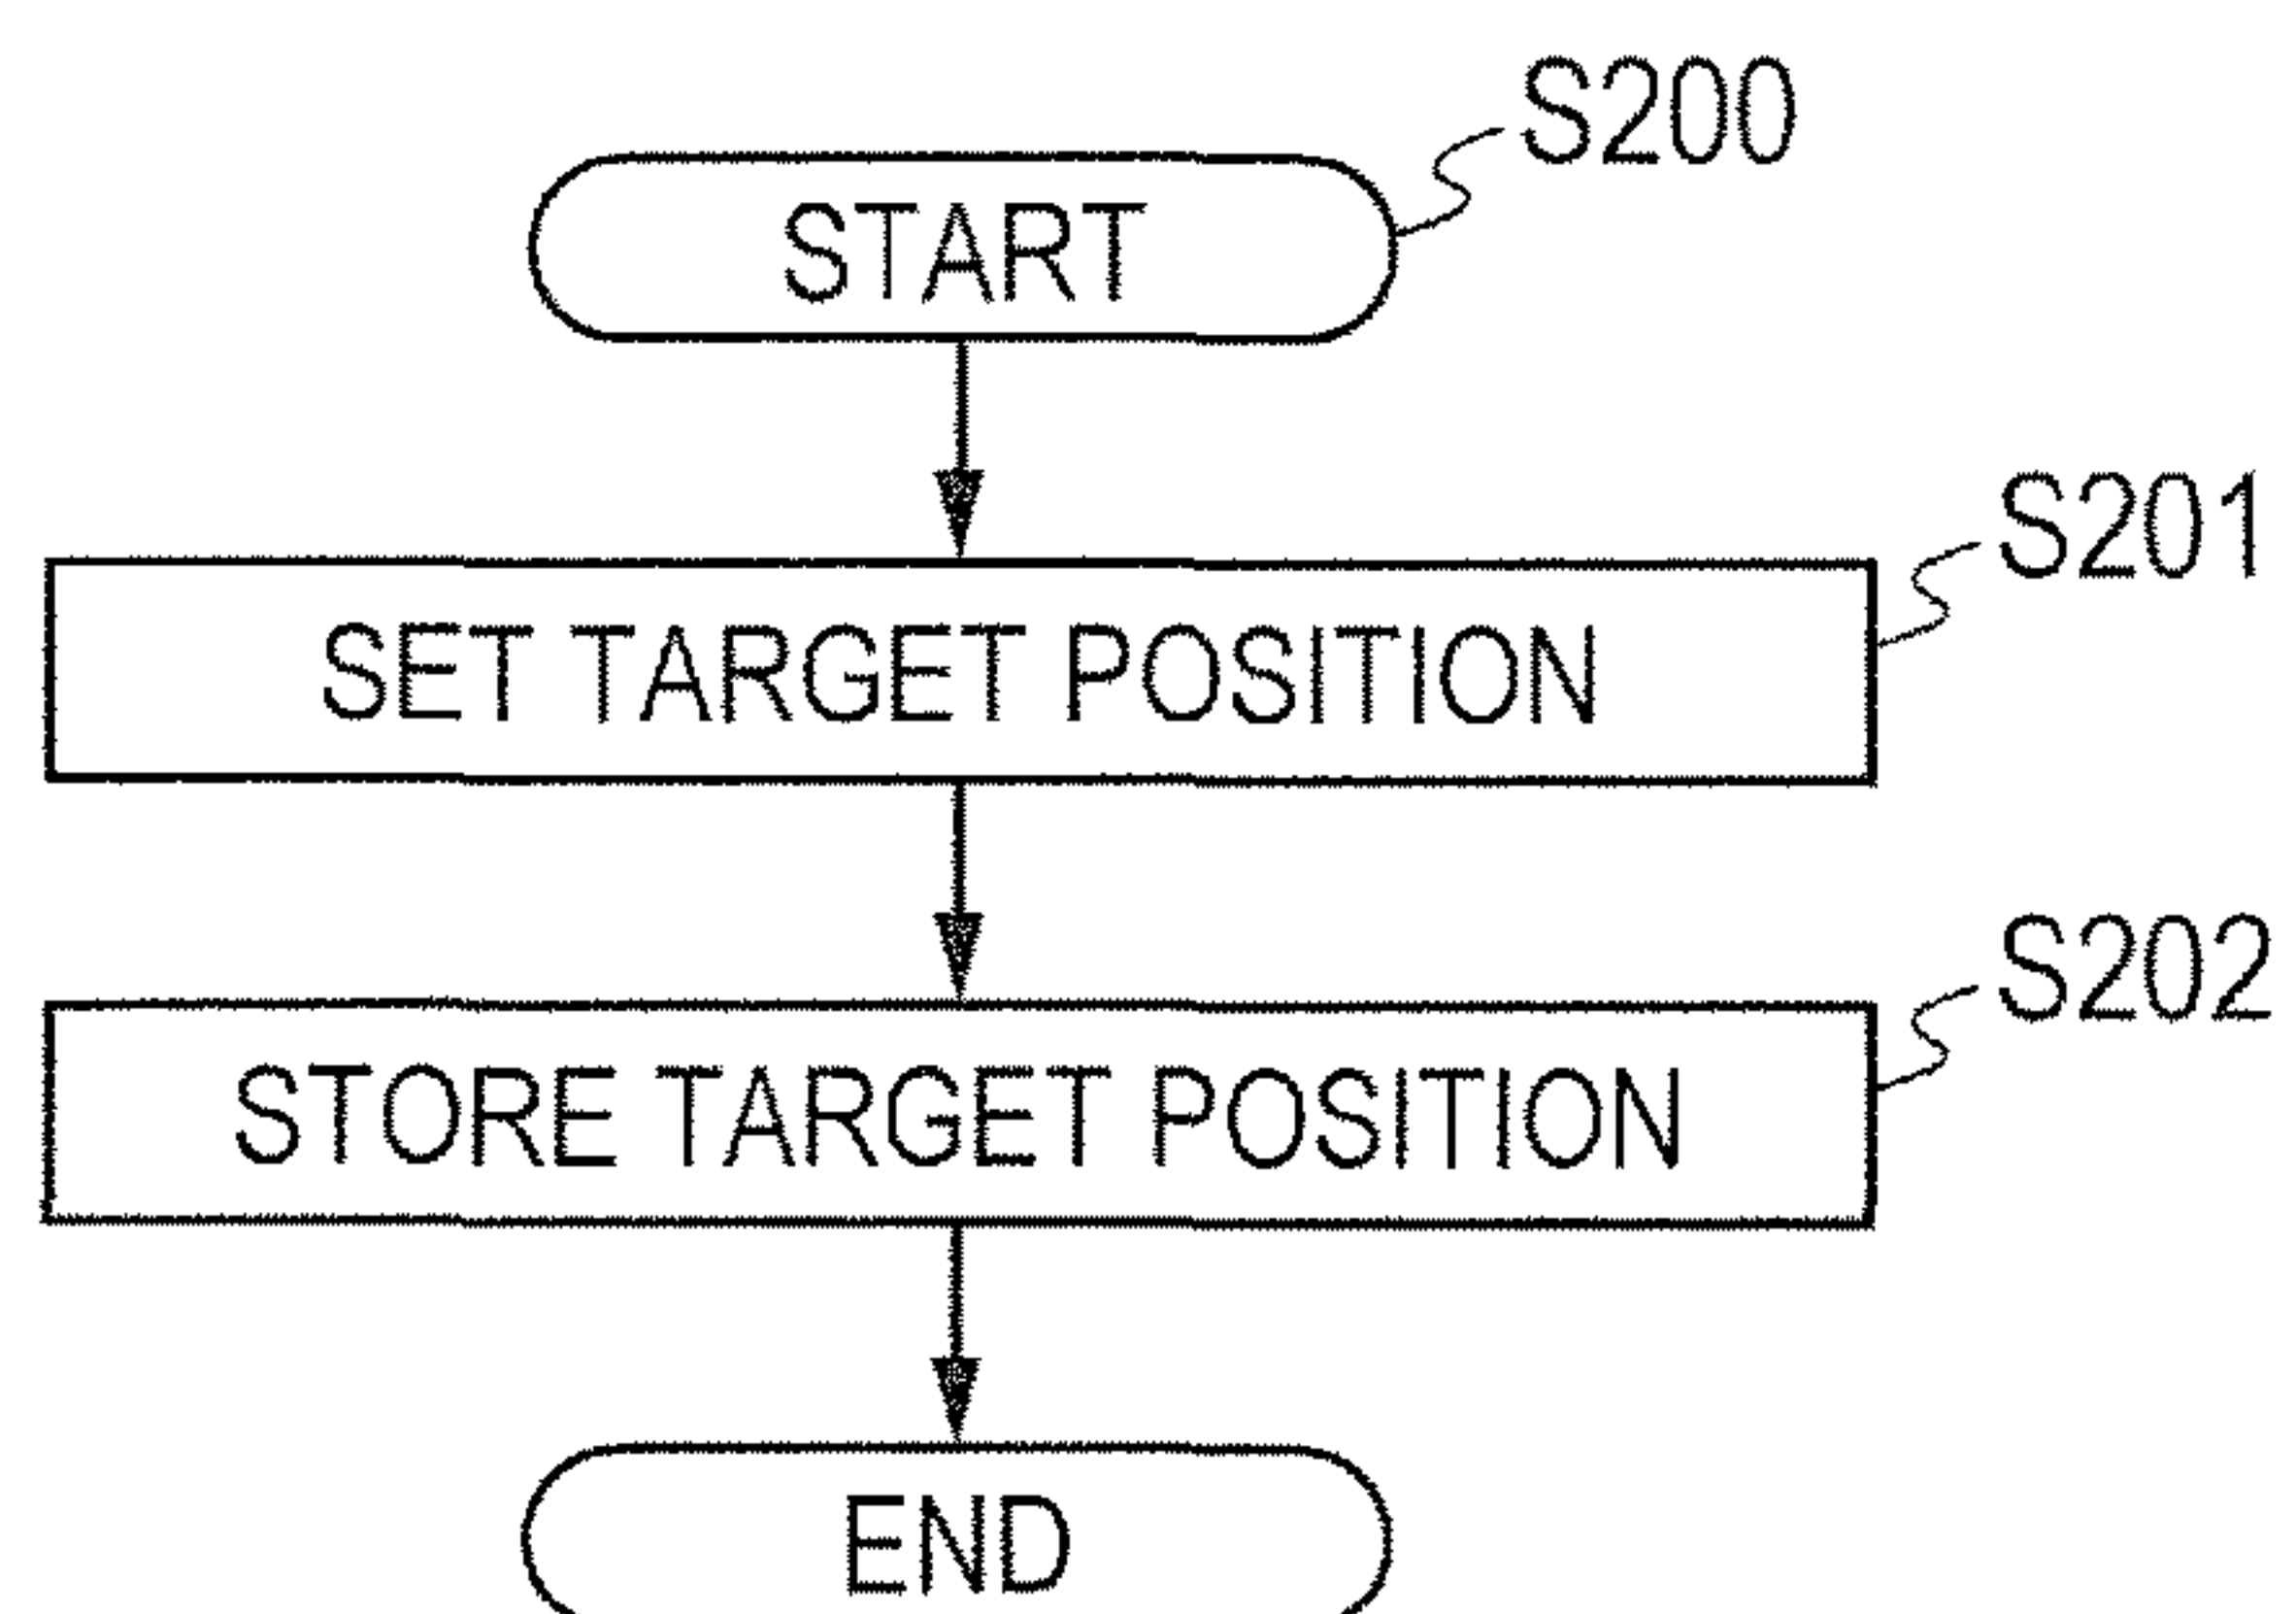 S200
START
S201
SET TARGET POSITION
S202
STORE TARGET POSITION
END